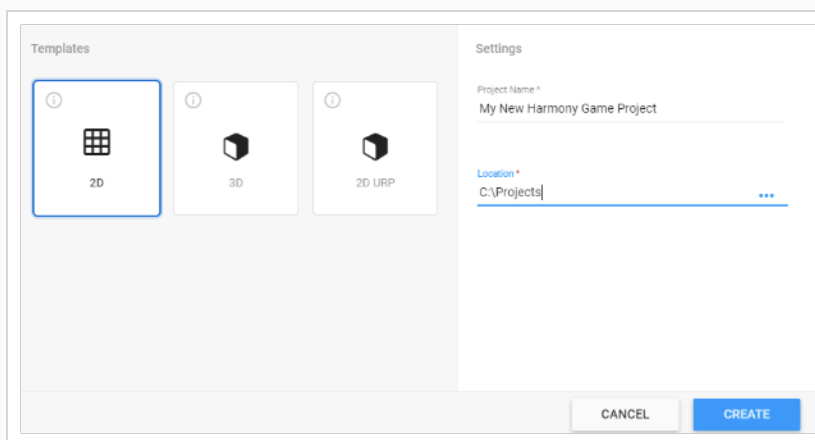 Templates
2D
3D
2D URP
Settings
Project Name *
My New Harmony Game Project
Location *
C:\Projects
CANCEL
CREATE